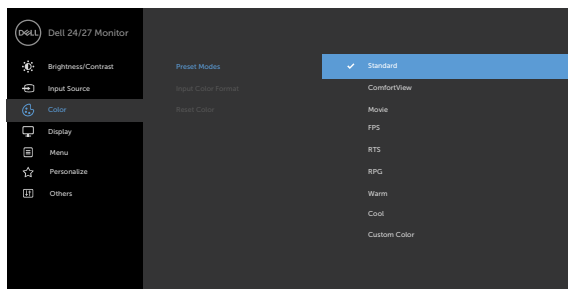 DELL Dell 24/27 Monitor
Brightness/Contrast
Input Source
Color
Display
Menu
Personalize
Others
Preset Modes
Input Color Format
Reset Color
Standard
ComfortView
Movie
FPS
RTS
RPG
Warm
Cool
Custom Color